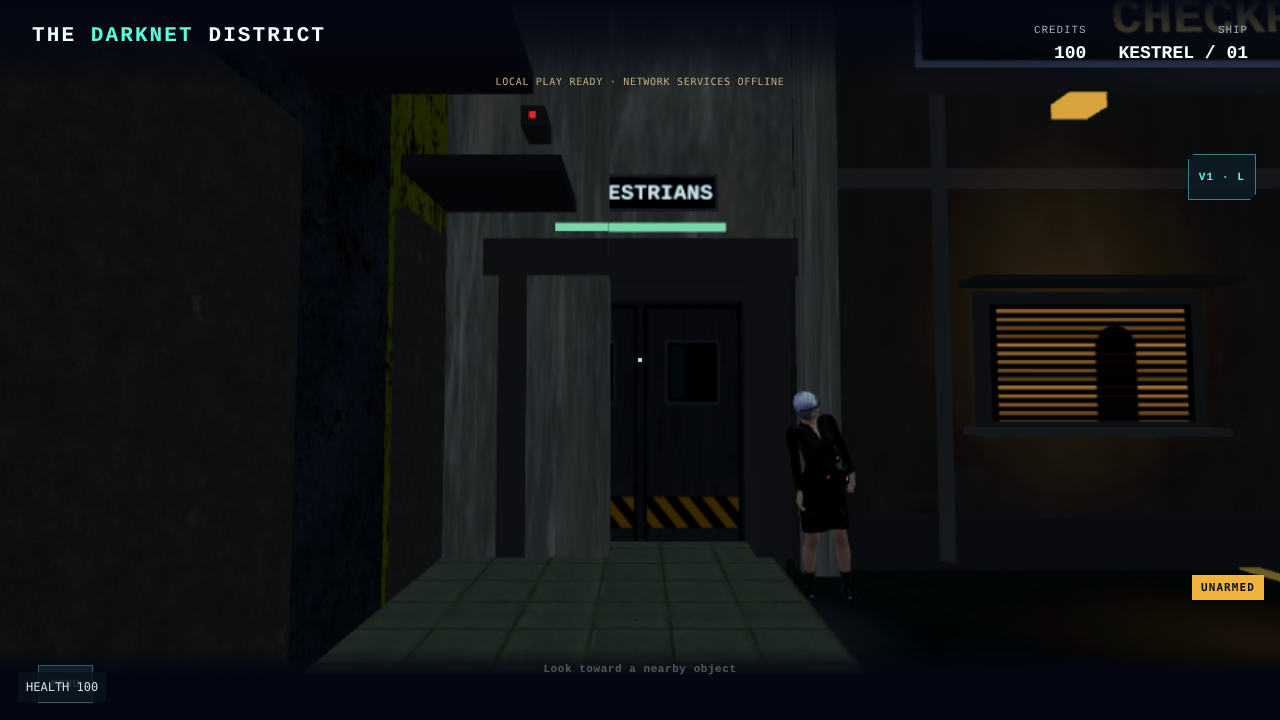 THE DARKNET DISTRICT
CREDITS
100
SHIP
KESTREL / 01
LOCAL PLAY READY · NETWORK SERVICES OFFLINE
ESTRIANS
V1 · L
UNARMED
Look toward a nearby object
HEALTH 100